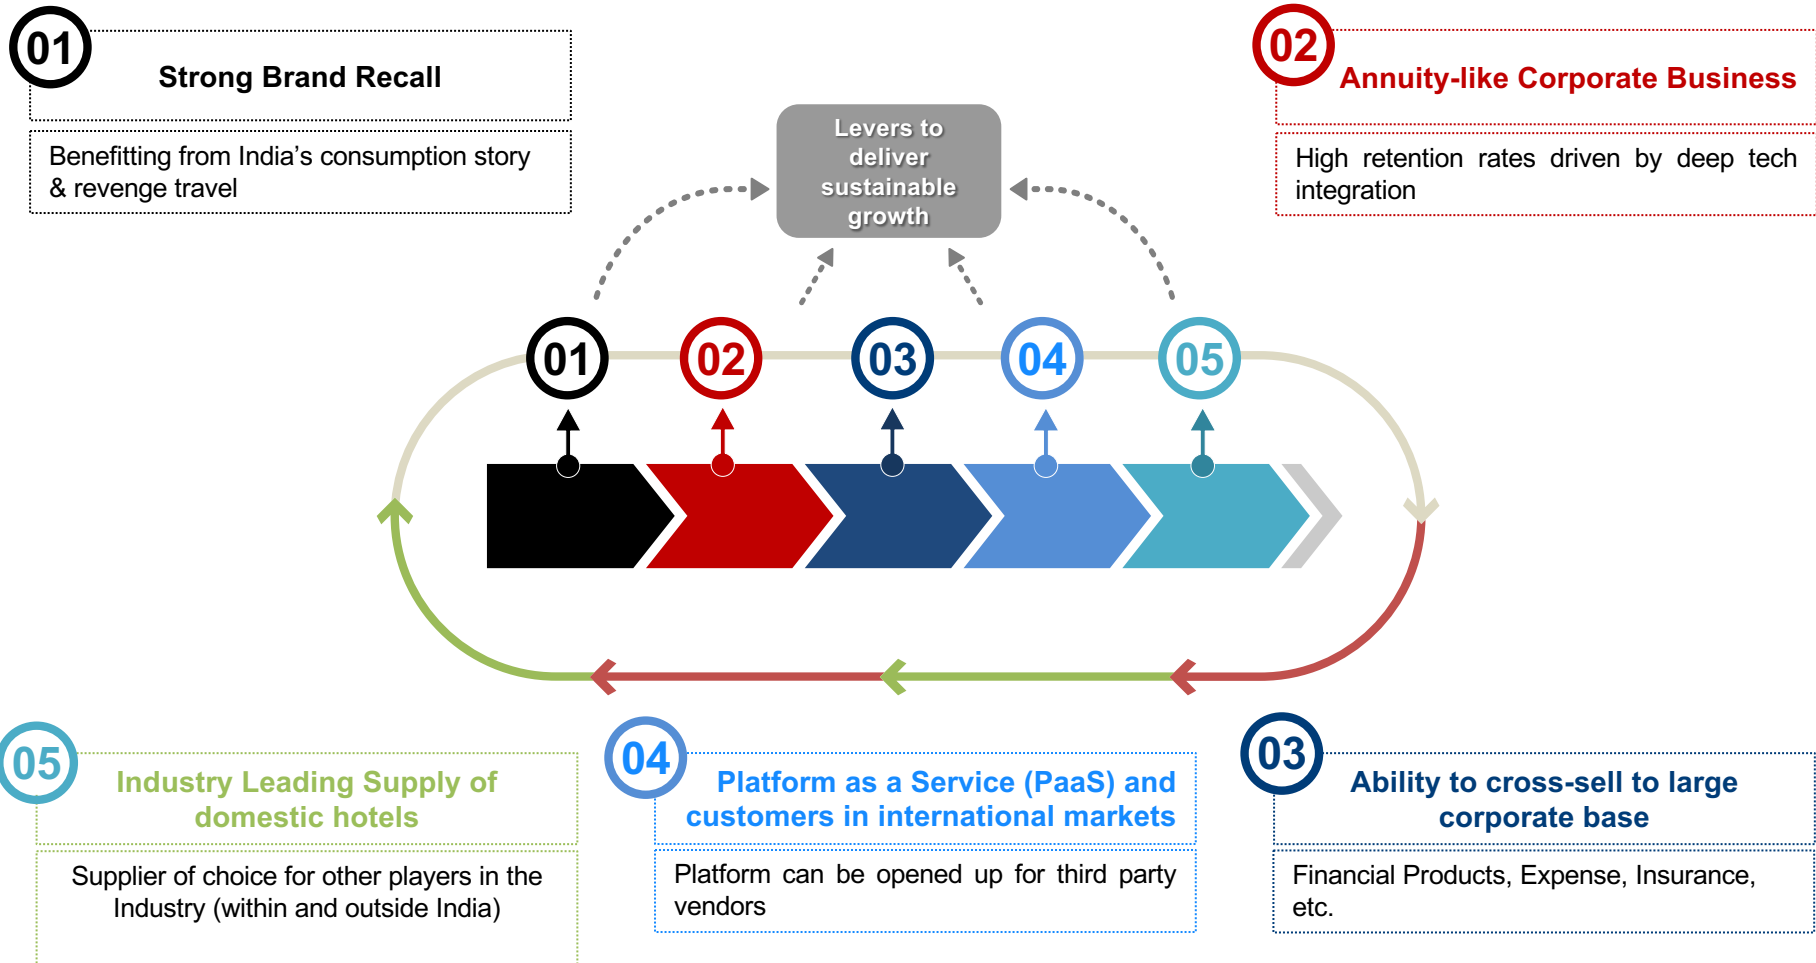 01
Strong Brand Recall
Benefitting from India’s consumption story
& revenge travel
02
Annuity-like Corporate Business
High retention rates driven by deep tech
integration
Levers to
deliver
sustainable
growth
01
02
03
04
05
05
Industry Leading Supply of
domestic hotels
Supplier of choice for other players in the
Industry (within and outside India)
04
Platform as a Service (PaaS) and
customers in international markets
Platform can be opened up for third party
vendors
03
Ability to cross-sell to large
corporate base
Financial Products, Expense, Insurance,
etc.